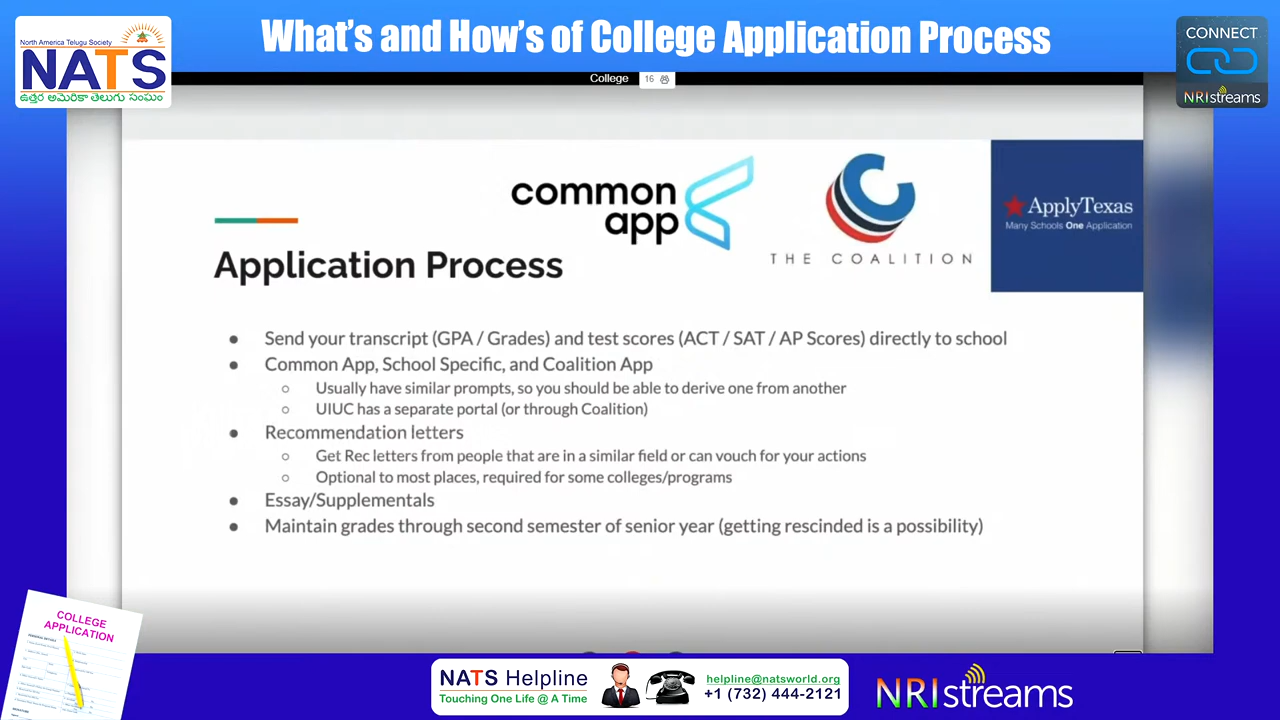 North America Telugu Society
NATS
ఉత్తర అమెరికా తెలుగు సంఘం
What's and How's of College Application Process
CONNECT
NRIstreams
College 16
common
app
THE COALITION
ApplyTexas
Many Schools One Application
Application Process
● Send your transcript (GPA / Grades) and test scores (ACT / SAT / AP Scores) directly to school
● Common App, School Specific, and Coalition App
○ Usually have similar prompts, so you should be able to derive one from another
○ UIUC has a separate portal (or through Coalition)
● Recommendation letters
○ Get Rec letters from people that are in a similar field or can vouch for your actions
○ Optional to most places, required for some colleges/programs
● Essay/Supplementals
● Maintain grades through second semester of senior year (getting rescinded is a possibility)
COLLEGE
APPLICATION
NATS Helpline
Touching One Life @ A Time
helpline@natsworld.org
+1 (732) 444-2121
NRIstreams